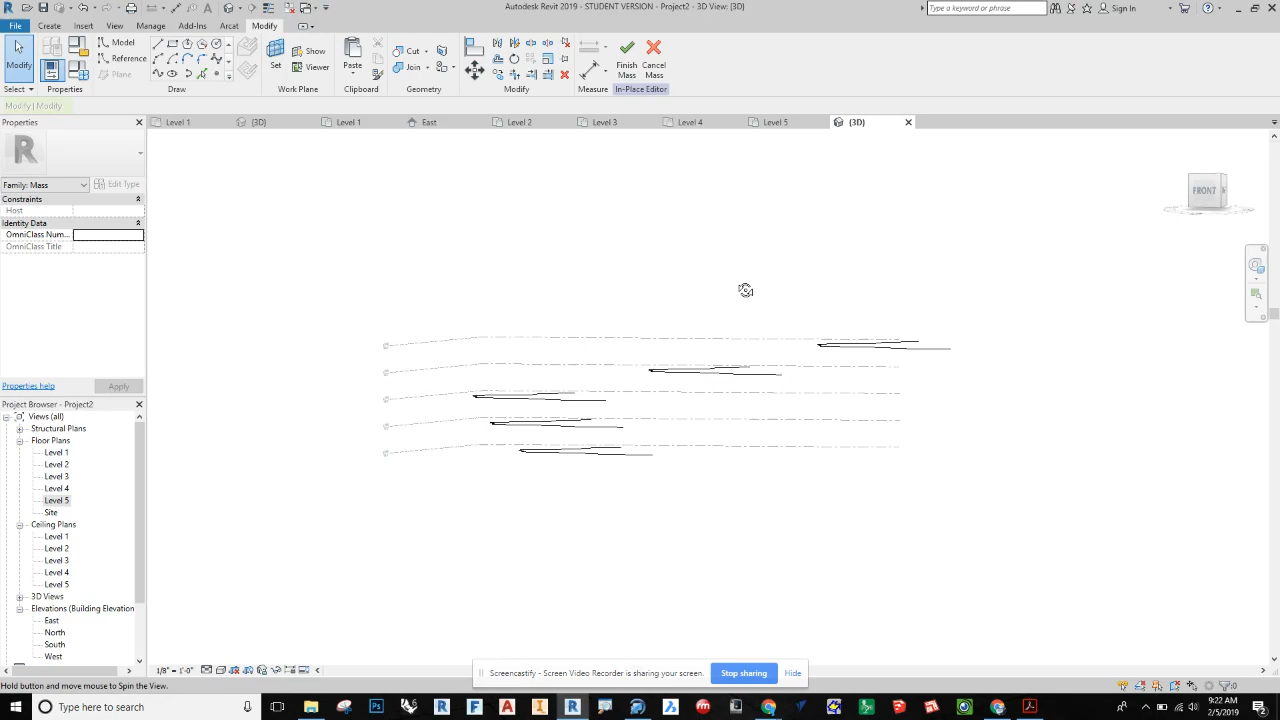 Autodesk Revit 2019 - STUDENT VERSION - Project2 - 3D View: {3D}
Type a keyword or phrase
Sign In
File Create Insert View Manage Add-Ins Arcat Modify
Modify
Select
Properties
Model
Reference
Plane
Draw
Set
Show
Viewer
Work Plane
Paste
Clipboard
Cut
Join
Geometry
Modify
Measure
Finish Mass
Cancel Mass
In-Place Editor
Modify | Modify
Properties
Level 1
{3D}
Level 1
East
Level 2
Level 3
Level 4
Level 5
{3D}
FRONT
R
Family: Mass
Edit Type
Constraints
Host
Identity Data
OmniClass Num...
OmniClass Title
Properties help
Apply
Project Browser - Project2
Views (all)
Structural Plans
Floor Plans
Level 1
Level 2
Level 3
Level 4
Level 5
Site
Ceiling Plans
Level 1
Level 2
Level 3
Level 4
Level 5
3D Views
Elevations (Building Elevation
East
North
South
West
1/8" = 1'-0"
Screencastify - Screen Video Recorder is sharing your screen.
Stop sharing
Hide
Hold button and move mouse to Spin the View.
:0
Type here to search
9:22 AM
2/5/2019